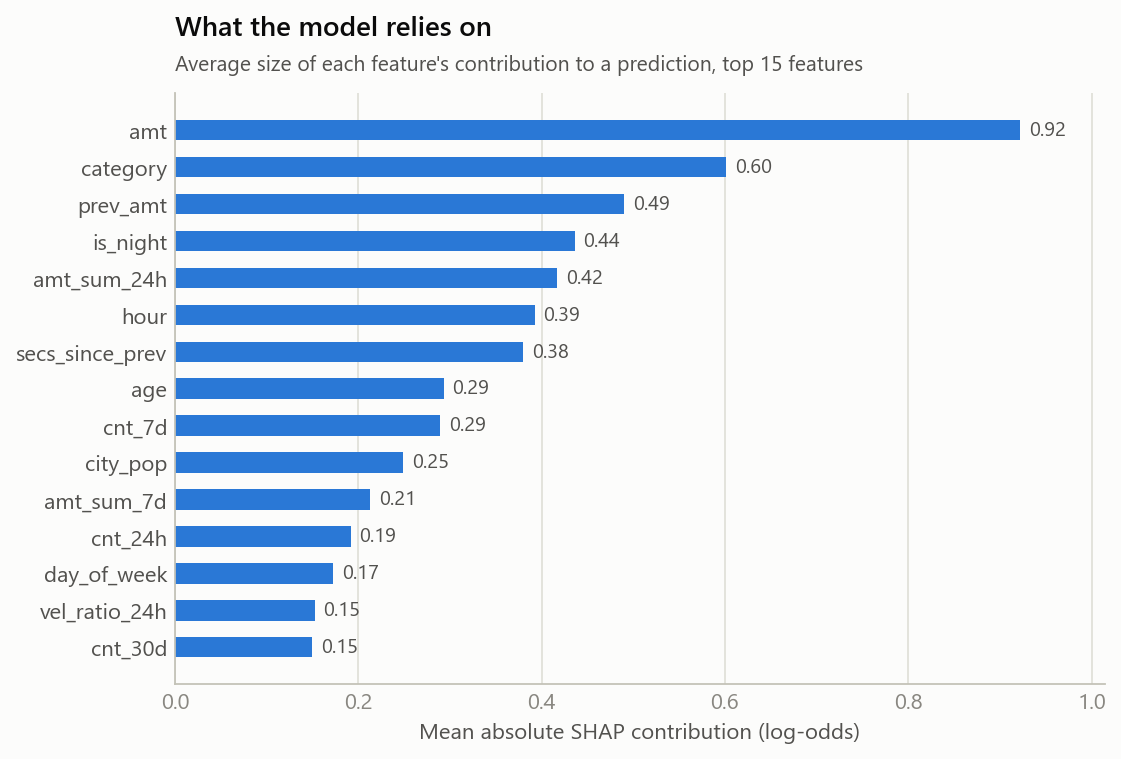 What the model relies on
Average size of each feature's contribution to a prediction, top 15 features
amt 0.92
category 0.60
prev_amt 0.49
is_night 0.44
amt_sum_24h 0.42
hour 0.39
secs_since_prev 0.38
age 0.29
cnt_7d 0.29
city_pop 0.25
amt_sum_7d 0.21
cnt_24h 0.19
day_of_week 0.17
vel_ratio_24h 0.15
cnt_30d 0.15
0.0 0.2 0.4 0.6 0.8 1.0
Mean absolute SHAP contribution (log-odds)